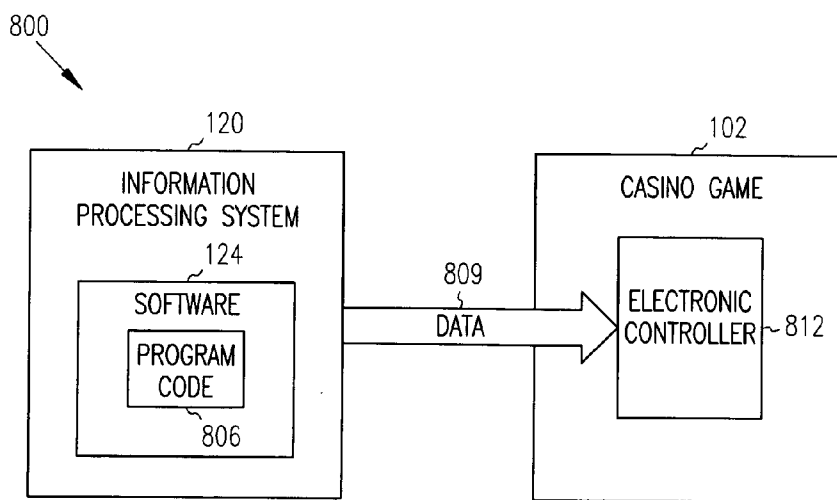 800
120
INFORMATION
PROCESSING SYSTEM
124
SOFTWARE
PROGRAM
CODE
806
809
DATA
102
CASINO GAME
ELECTRONIC
CONTROLLER
812